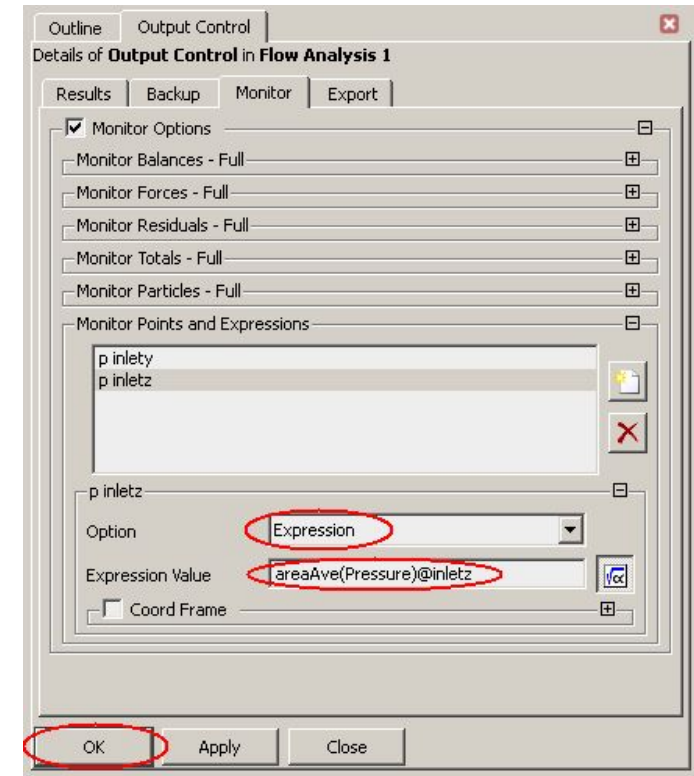 Outline Output Control
Details of Output Control in Flow Analysis 1
Results Backup Monitor Export
Monitor Options
Monitor Balances - Full
Monitor Forces - Full
Monitor Residuals - Full
Monitor Totals - Full
Monitor Particles - Full
Monitor Points and Expressions
p inlety
p inletz
p inletz
Option Expression
Expression Value areaAve(Pressure)@inletz
Coord Frame
OK Apply Close